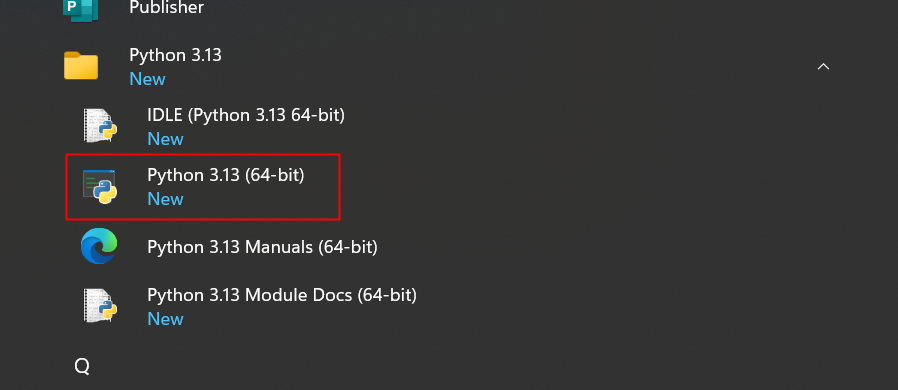 Publisher
Python 3.13
New
IDLE (Python 3.13 64-bit)
New
Python 3.13 (64-bit)
New
Python 3.13 Manuals (64-bit)
Python 3.13 Module Docs (64-bit)
New
Q